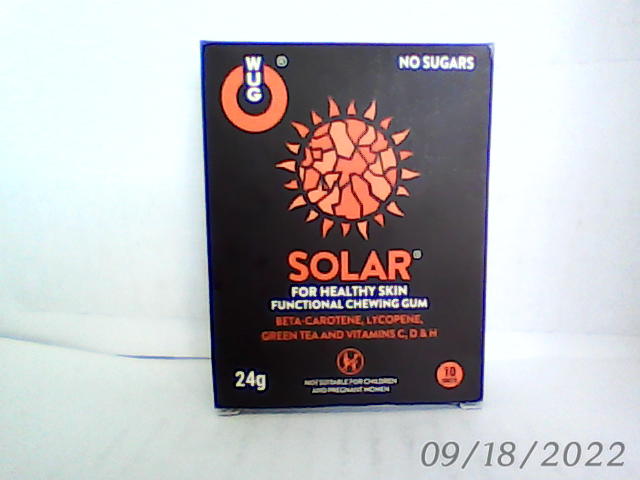 WUG ®
NO SUGARS
SOLAR®
FOR HEALTHY SKIN
FUNCTIONAL CHEWING GUM
BETA-CAROTENE, LYCOPENE,
GREEN TEA AND VITAMINS C, D & H
24g
NOT SUITABLE FOR CHILDREN
AND PREGNANT WOMEN
10
09/18/2022